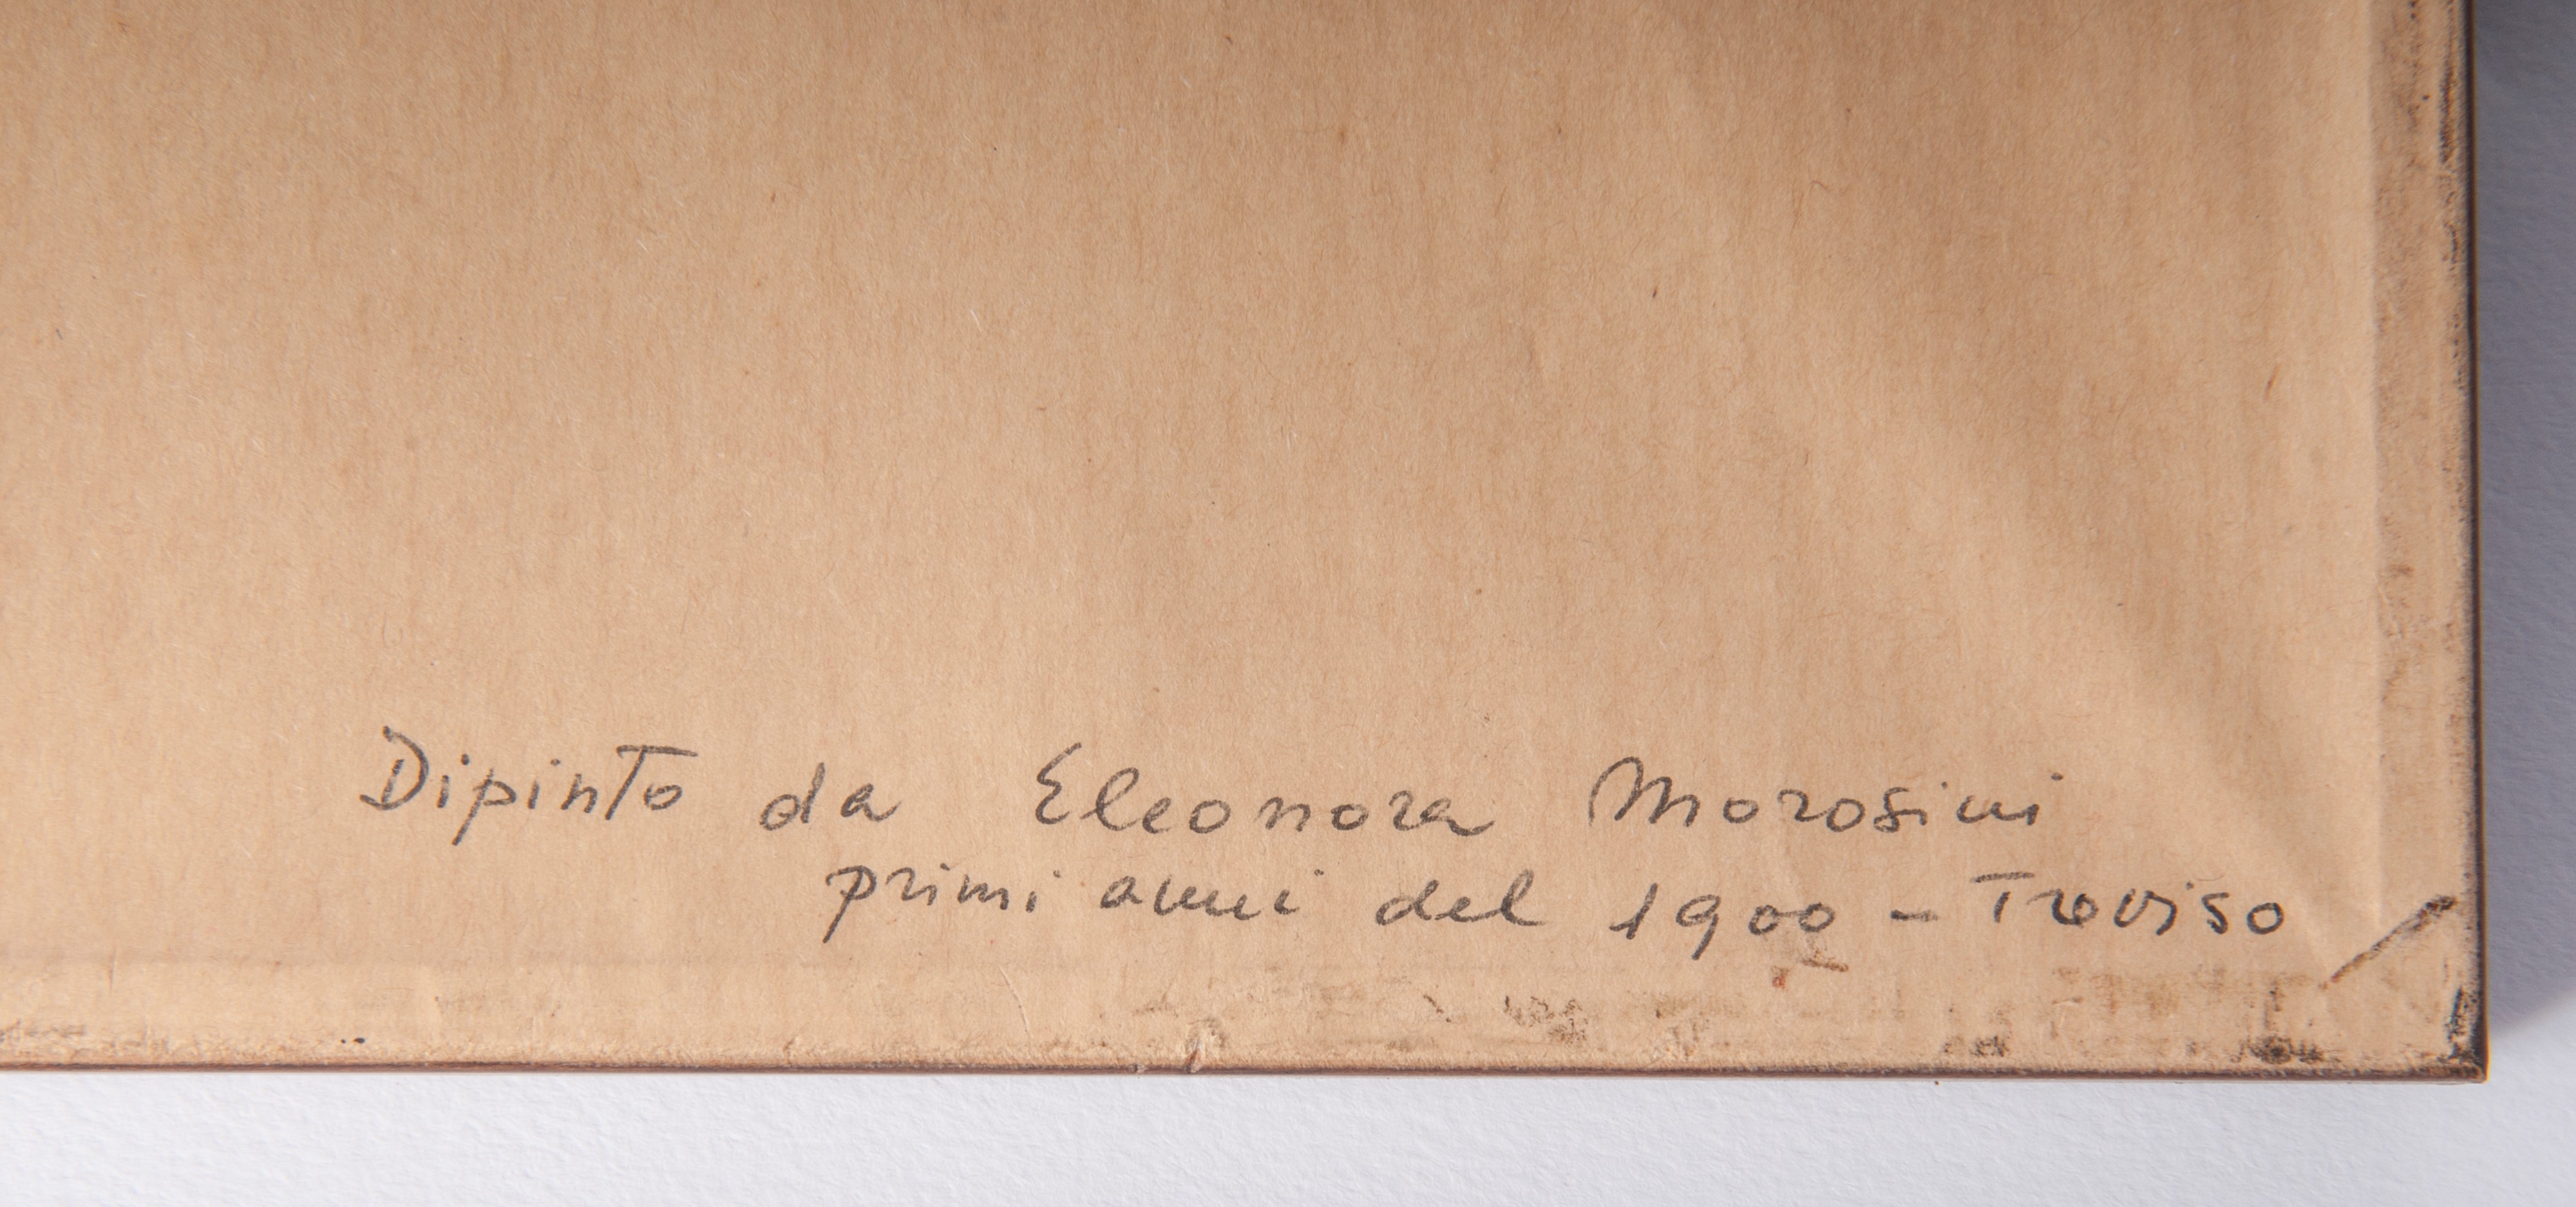 Dipinto da Eleonora Morosini
primi anni del 1900 - Treviso